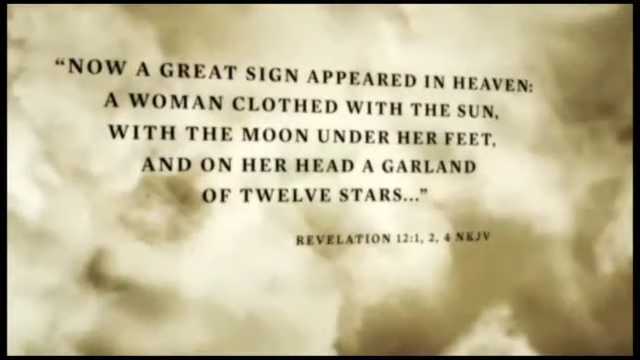 “NOW A GREAT SIGN APPEARED IN HEAVEN:
A WOMAN CLOTHED WITH THE SUN,
WITH THE MOON UNDER HER FEET,
AND ON HER HEAD A GARLAND
OF TWELVE STARS...”
REVELATION 12:1, 2, 4 NKJV